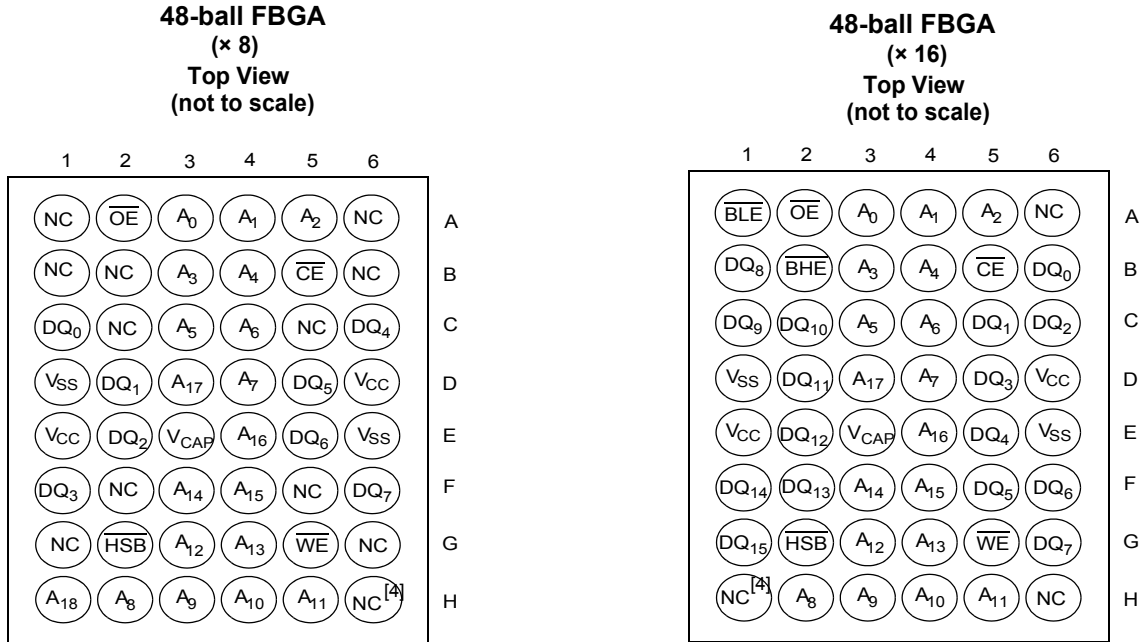 48-ball FBGA
(× 8)
Top View
(not to scale)
1 2 3 4 5 6
NC OE A0 A1 A2 NC A
NC NC A3 A4 CE NC B
DQ0 NC A5 A6 NC DQ4 C
VSS DQ1 A17 A7 DQ5 VCC D
VCC DQ2 VCAP A16 DQ6 VSS E
DQ3 NC A14 A15 NC DQ7 F
NC HSB A12 A13 WE NC G
A18 A8 A9 A10 A11 NC[4] H
48-ball FBGA
(× 16)
Top View
(not to scale)
1 2 3 4 5 6
BLE OE A0 A1 A2 NC A
DQ8 BHE A3 A4 CE DQ0 B
DQ9 DQ10 A5 A6 DQ1 DQ2 C
VSS DQ11 A17 A7 DQ3 VCC D
VCC DQ12 VCAP A16 DQ4 VSS E
DQ14 DQ13 A14 A15 DQ5 DQ6 F
DQ15 HSB A12 A13 WE DQ7 G
NC[4] A8 A9 A10 A11 NC H